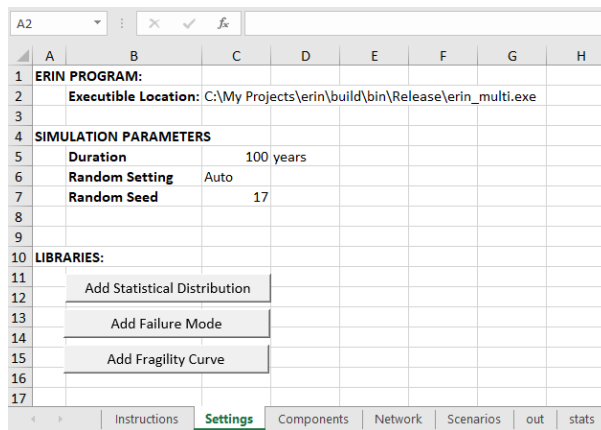 A2 fx
A B C D E F G H
1 ERIN PROGRAM:
2 Executible Location: C:\My Projects\erin\build\bin\Release\erin_multi.exe
3
4 SIMULATION PARAMETERS
5 Duration 100 years
6 Random Setting Auto
7 Random Seed 17
8
9
10 LIBRARIES:
11
Add Statistical Distribution
12
13
Add Failure Mode
14
15 Add Fragility Curve
16
17
Instructions Settings Components Network Scenarios out stats